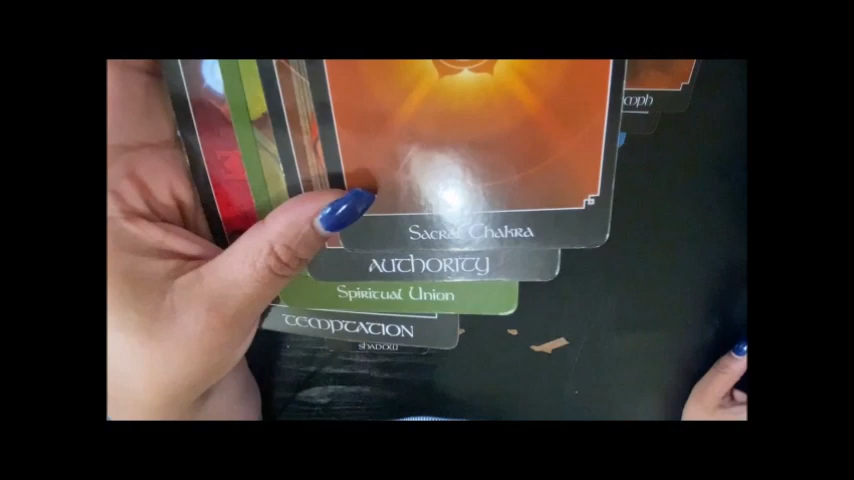 mph
Sacral Chakra
AUTHORITY
Spiritual Union
TEMPTATION
SHADOW